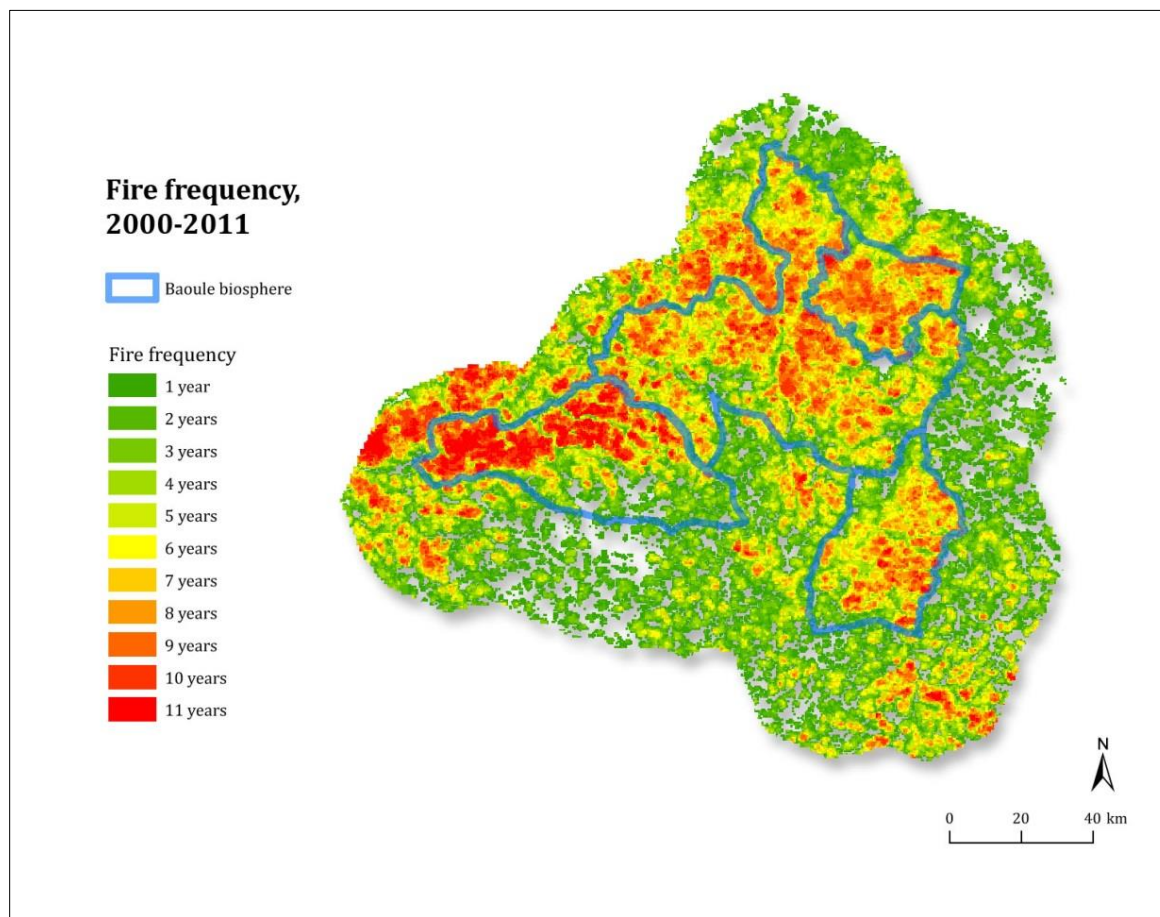 Fire frequency,
2000-2011
Baoule biosphere
Fire frequency
1 year
2 years
3 years
4 years
5 years
6 years
7 years
8 years
9 years
10 years
11 years
N
0 20 40 km